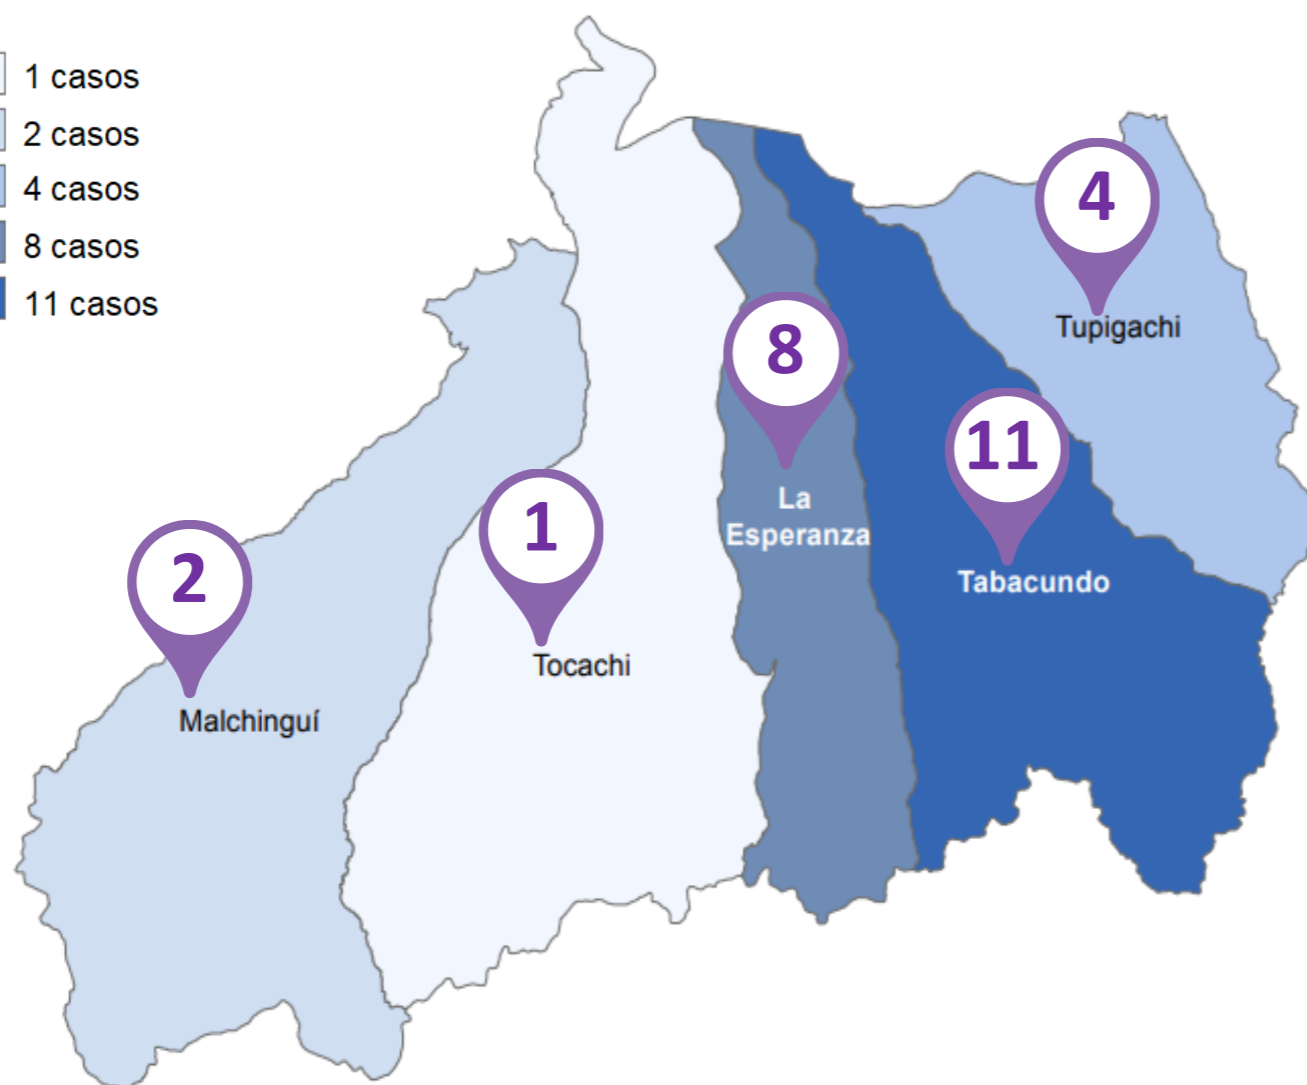 1 casos
2 casos
4 casos
8 casos
11 casos
4
Tupigachi
8
La
Esperanza
11
Tabacundo
1
Tocachi
2
Malchinguí